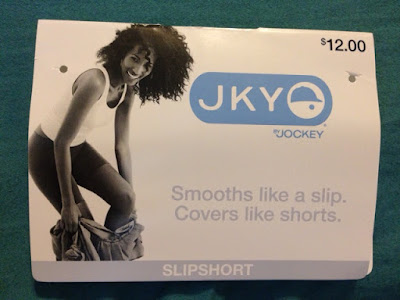 $12.00
JKY
BY JOCKEY
Smooths like a slip.
Covers like shorts.
SLIPSHORT